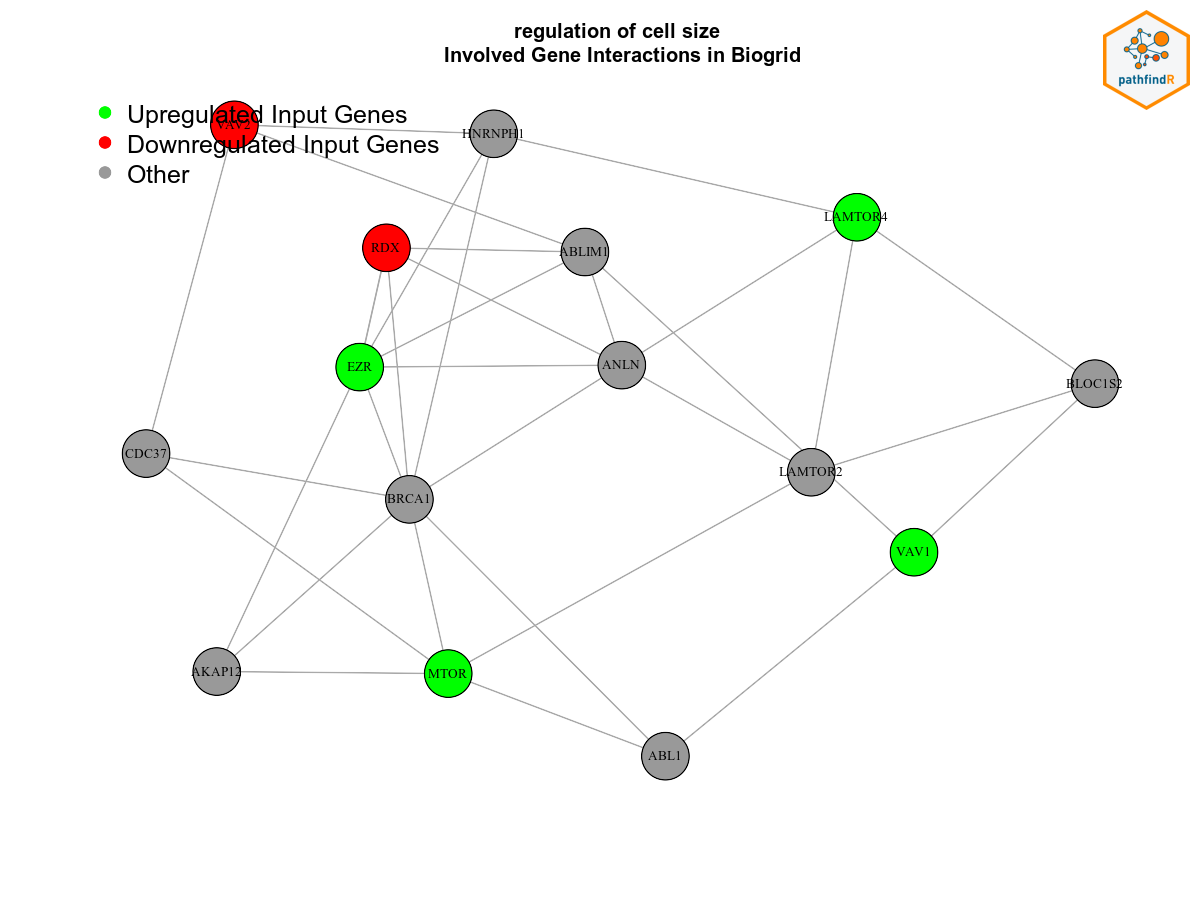 regulation of cell size
Involved Gene Interactions in Biogrid
pathfindR
Upregulated Input Genes
Downregulated Input Genes
Other
VAV2
HNRNPH1
LAMTOR4
RDX
ABLIM1
EZR
ANLN
BLOC1S2
CDC37
LAMTOR2
BRCA1
VAV1
AKAP12
MTOR
ABL1